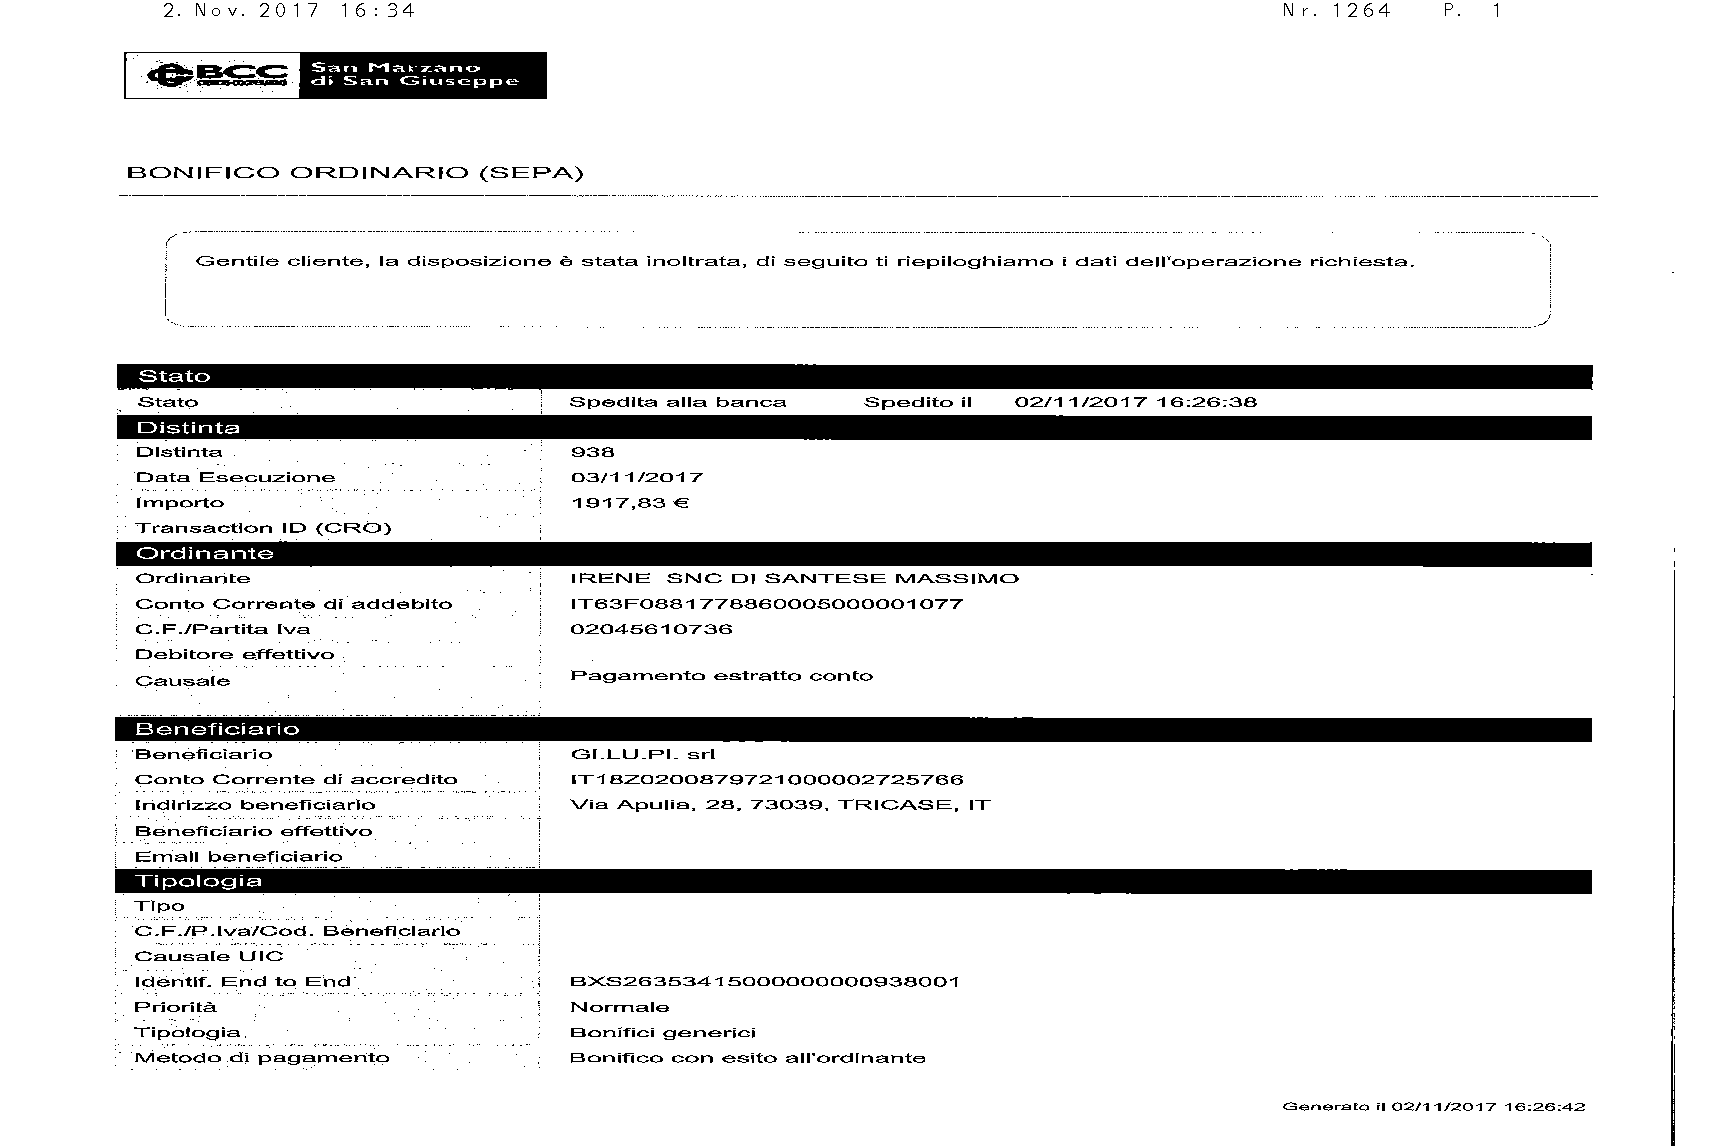 2. Nov. 2017 16:34 Nr. 1264 P. 1
BCC San Marzano
di San Giuseppe
BONIFICO ORDINARIO (SEPA)
Gentile cliente, la disposizione è stata inoltrata, di seguito ti riepiloghiamo i dati dell'operazione richiesta.
Stato
Stato Spedita alla banca Spedito il 02/11/2017 16:26:38
Distinta
Distinta 938
Data Esecuzione 03/11/2017
Importo 1917,83 €
Transaction ID (CRO)
Ordinante
Ordinante IRENE SNC DI SANTESE MASSIMO
Conto Corrente di addebito IT63F0881778860005000001077
C.F./Partita Iva 02045610736
Debitore effettivo
Causale Pagamento estratto conto
Beneficiario
Beneficiario GI.LU.PI. srl
Conto Corrente di accredito IT18Z0200879721000002725766
Indirizzo beneficiario Via Apulia, 28, 73039, TRICASE, IT
Beneficiario effettivo
Email beneficiario
Tipologia
Tipo
C.F./P.Iva/Cod. Beneficiario
Causale UIC
Identif. End to End BXS26353415000000000938001
Priorità Normale
Tipologia Bonifici generici
Metodo di pagamento Bonifico con esito all'ordinante
Generato il 02/11/2017 16:26:42